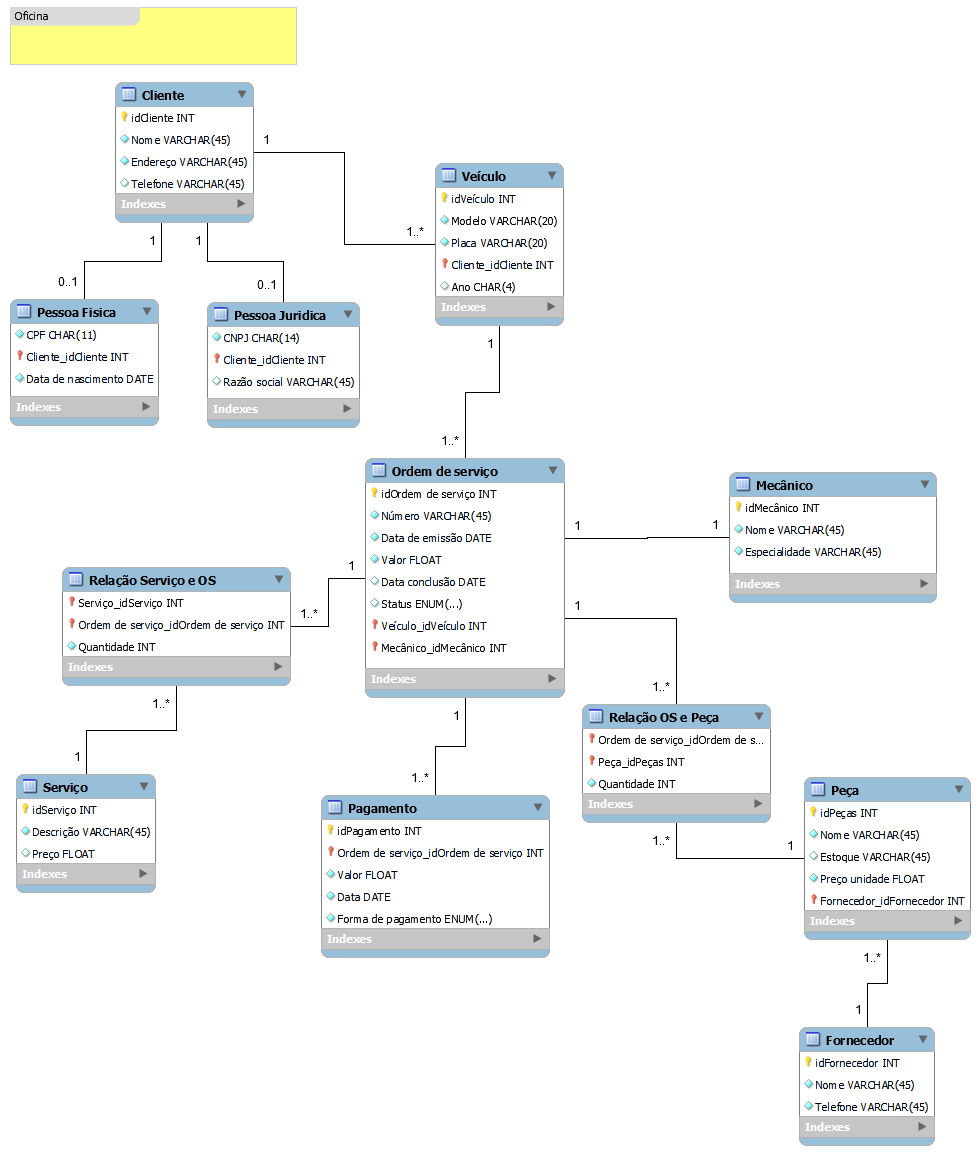 Oficina
Cliente
idCliente INT
Nome VARCHAR(45)
Endereço VARCHAR(45)
Telefone VARCHAR(45)
Indexes
1
1..*
Veículo
idVeículo INT
Modelo VARCHAR(20)
Placa VARCHAR(20)
Cliente_idCliente INT
Ano CHAR(4)
Indexes
1
1
0..1
0..1
Pessoa Fisica
CPF CHAR(11)
Cliente_idCliente INT
Data de nascimento DATE
Indexes
Pessoa Juridica
CNPJ CHAR(14)
Cliente_idCliente INT
Razão social VARCHAR(45)
Indexes
1
1..*
Ordem de serviço
idOrdem de serviço INT
Número VARCHAR(45)
Data de emissão DATE
Valor FLOAT
Data conclusão DATE
Status ENUM(...)
Veículo_idVeículo INT
Mecânico_idMecânico INT
Indexes
1
1
Mecânico
idMecânico INT
Nome VARCHAR(45)
Especialidade VARCHAR(45)
Indexes
1
1..*
Relação Serviço e OS
Serviço_idServiço INT
Ordem de serviço_idOrdem de serviço INT
Quantidade INT
Indexes
1..*
1
Serviço
idServiço INT
Descrição VARCHAR(45)
Preço FLOAT
Indexes
1
1..*
Pagamento
idPagamento INT
Ordem de serviço_idOrdem de serviço INT
Valor FLOAT
Data DATE
Forma de pagamento ENUM(...)
Indexes
1
1..*
Relação OS e Peça
Ordem de serviço_idOrdem de s...
Peça_idPeças INT
Quantidade INT
Indexes
1..*
1
Peça
idPeças INT
Nome VARCHAR(45)
Estoque VARCHAR(45)
Preço unidade FLOAT
Fornecedor_idFornecedor INT
Indexes
1..*
1
Fornecedor
idFornecedor INT
Nome VARCHAR(45)
Telefone VARCHAR(45)
Indexes